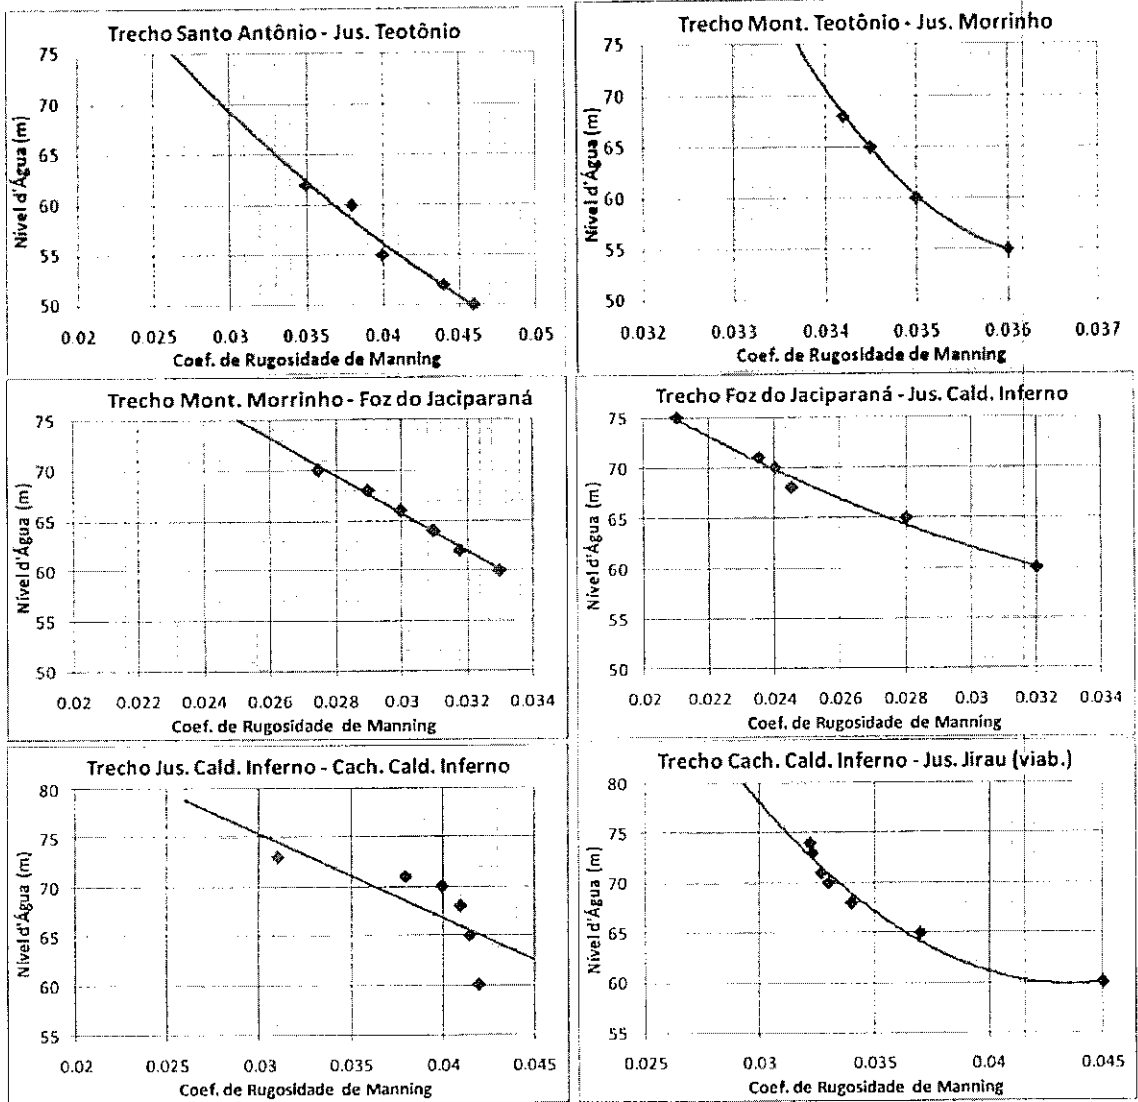 Trecho Santo Antônio - Jus. Teotônio
Nível d'Água (m)
75
70
65
60
55
50
0.02 0.025 0.03 0.035 0.04 0.045 0.05
Coef. de Rugosidade de Manning
Trecho Mont. Teotônio - Jus. Morrinho
Nível d'Água (m)
75
70
65
60
55
50
0.032 0.033 0.034 0.035 0.036 0.037
Coef. de Rugosidade de Manning
Trecho Mont. Morrinho - Foz do Jaciparaná
Nível d'Água (m)
75
70
65
60
55
50
0.02 0.022 0.024 0.026 0.028 0.03 0.032 0.034
Coef. de Rugosidade de Manning
Trecho Foz do Jaciparaná - Jus. Cald. Inferno
Nível d'Água (m)
75
70
65
60
55
50
0.02 0.022 0.024 0.026 0.028 0.03 0.032 0.034
Coef. de Rugosidade de Manning
Trecho Jus. Cald. Inferno - Cach. Cald. Inferno
Nível d'Água (m)
80
75
70
65
60
55
0.02 0.025 0.03 0.035 0.04 0.045
Coef. de Rugosidade de Manning
Trecho Cach. Cald. Inferno - Jus. Jirau (viab.)
Nível d'Água (m)
80
75
70
65
60
55
0.025 0.03 0.035 0.04 0.045
Coef. de Rugosidade de Manning